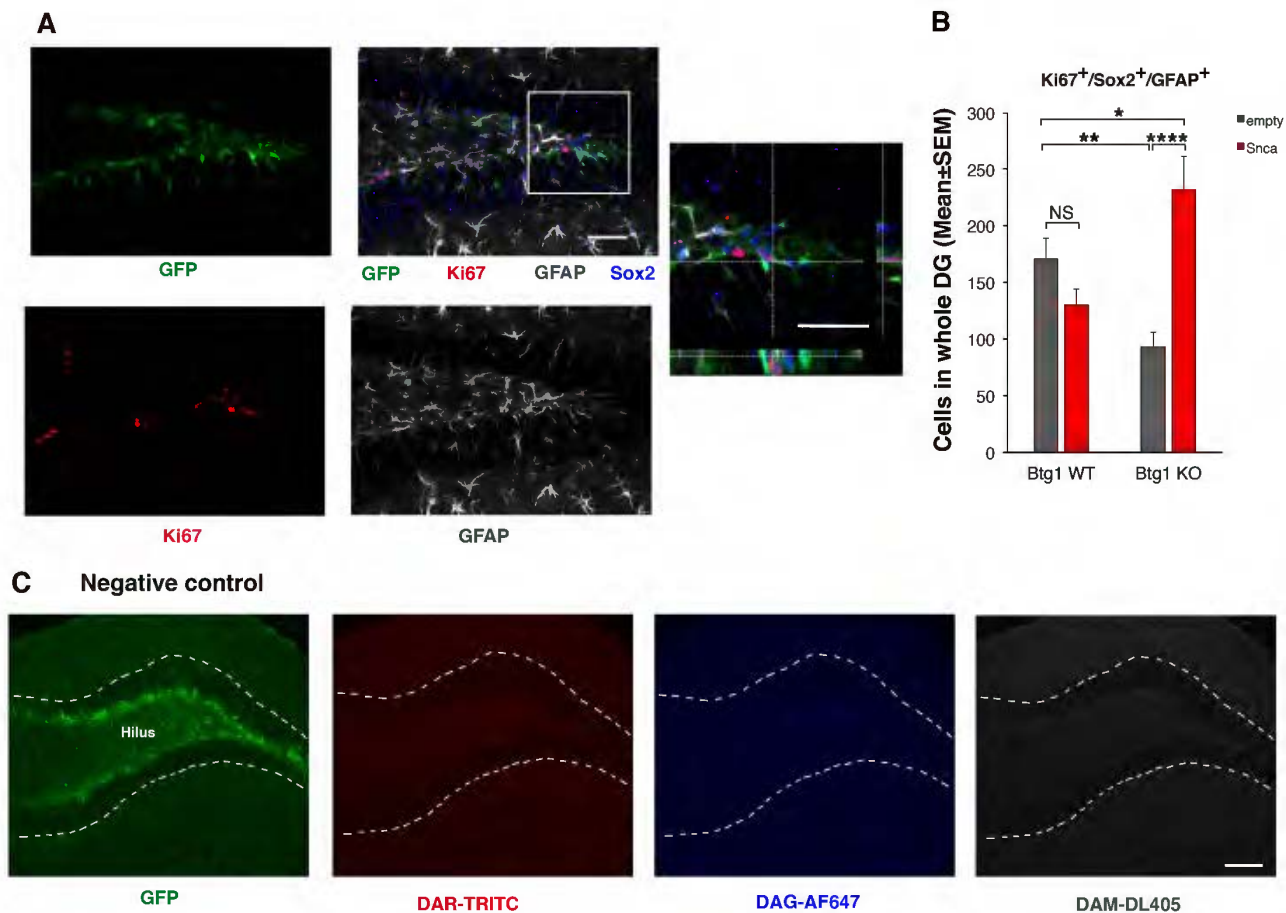 A
GFP
GFP Ki67 GFAP Sox2
Ki67
GFAP
B
Ki67+/Sox2+/GFAP+
Cells in whole DG (Mean±SEM)
300
250
200
150
100
50
0
*
**
****
NS
empty
Snca
Btg1 WT
Btg1 KO
C Negative control
Hilus
GFP
DAR-TRITC
DAG-AF647
DAM-DL405